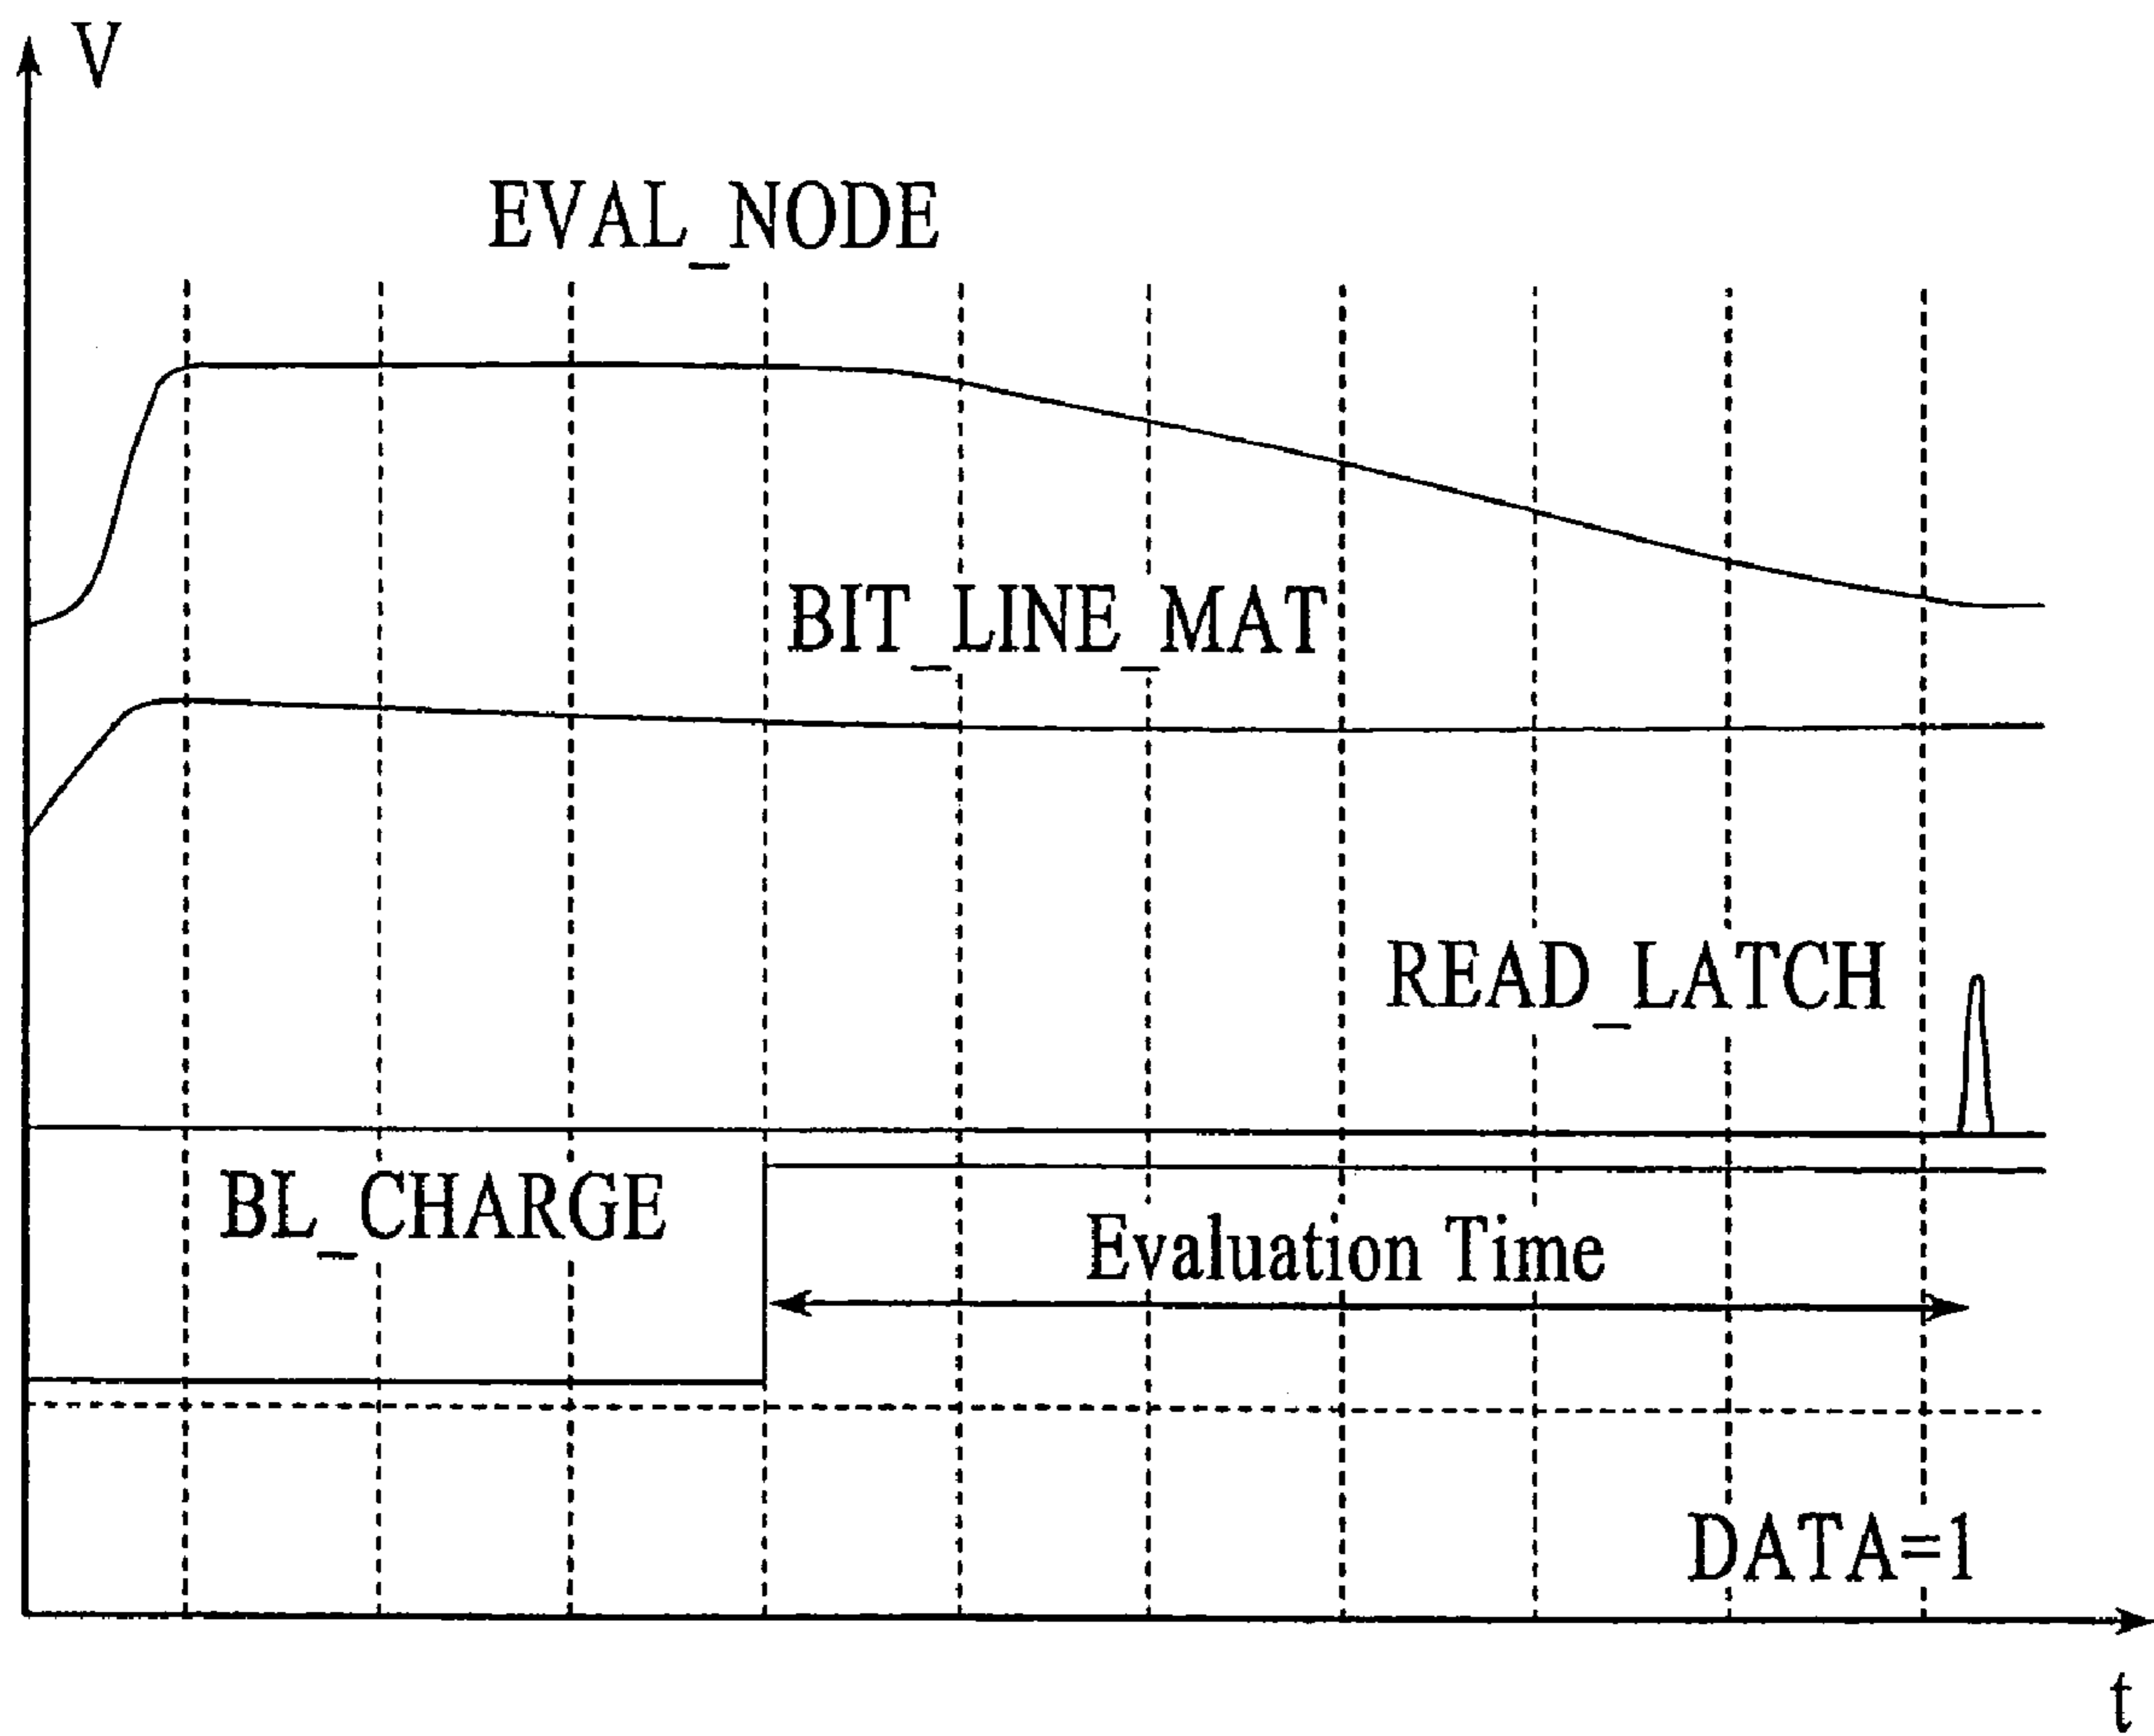 V
EVAL_NODE
BIT_LINE_MAT
READ_LATCH
BL_CHARGE
Evaluation Time
DATA=1
t